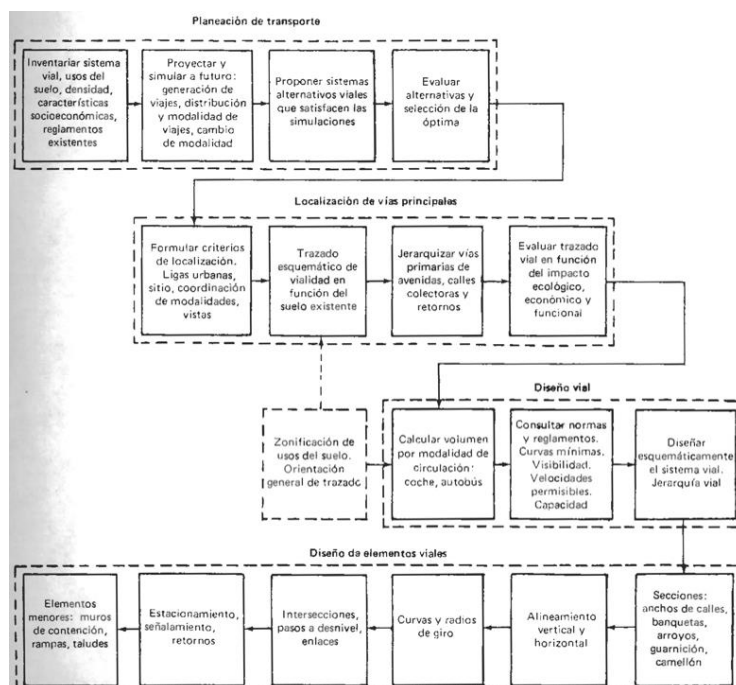 Planeación de transporte
Inventariar sistema
vial, usos del
suelo, densidad,
características
socioeconómicas,
reglamentos
existentes
Proyectar y
simular a futuro:
generación de
viajes, distribución
y modalidad de
viajes, cambio
de modalidad
Proponer sistemas
alternativos viales
que satisfacen las
simulaciones
Evaluar
alternativas y
selección de la
óptima
Localización de vías principales
Formular criterios
de localización.
Ligas urbanas,
sitio, coordinación
de modalidades,
vistas
Trazado
esquemático de
vialidad en
función del
suelo existente
Jerarquizar vías
primarias de
avenidas, calles
colectoras y
retornos
Evaluar trazado
vial en función
del impacto
ecológico,
económico y
funcional
Diseño vial
Zonificación de
usos del suelo.
Orientación
general de trazado
Calcular volumen
por modalidad de
circulación:
coche, autobús
Consultar normas
y reglamentos.
Curvas mínimas.
Visibilidad.
Velocidades
permisibles.
Capacidad
Diseñar
esquemáticamente
el sistema vial.
Jerarquía vial
Diseño de elementos viales
Elementos
menores: muros
de contención,
rampas, taludes
Estacionamiento,
señalamiento,
retornos
Intersecciones,
pasos a desnivel,
enlaces
Curvas y radios
de giro
Alineamiento
vertical y
horizontal
Secciones:
anchos de calles,
banquetas,
arroyos,
guarnición,
camellón